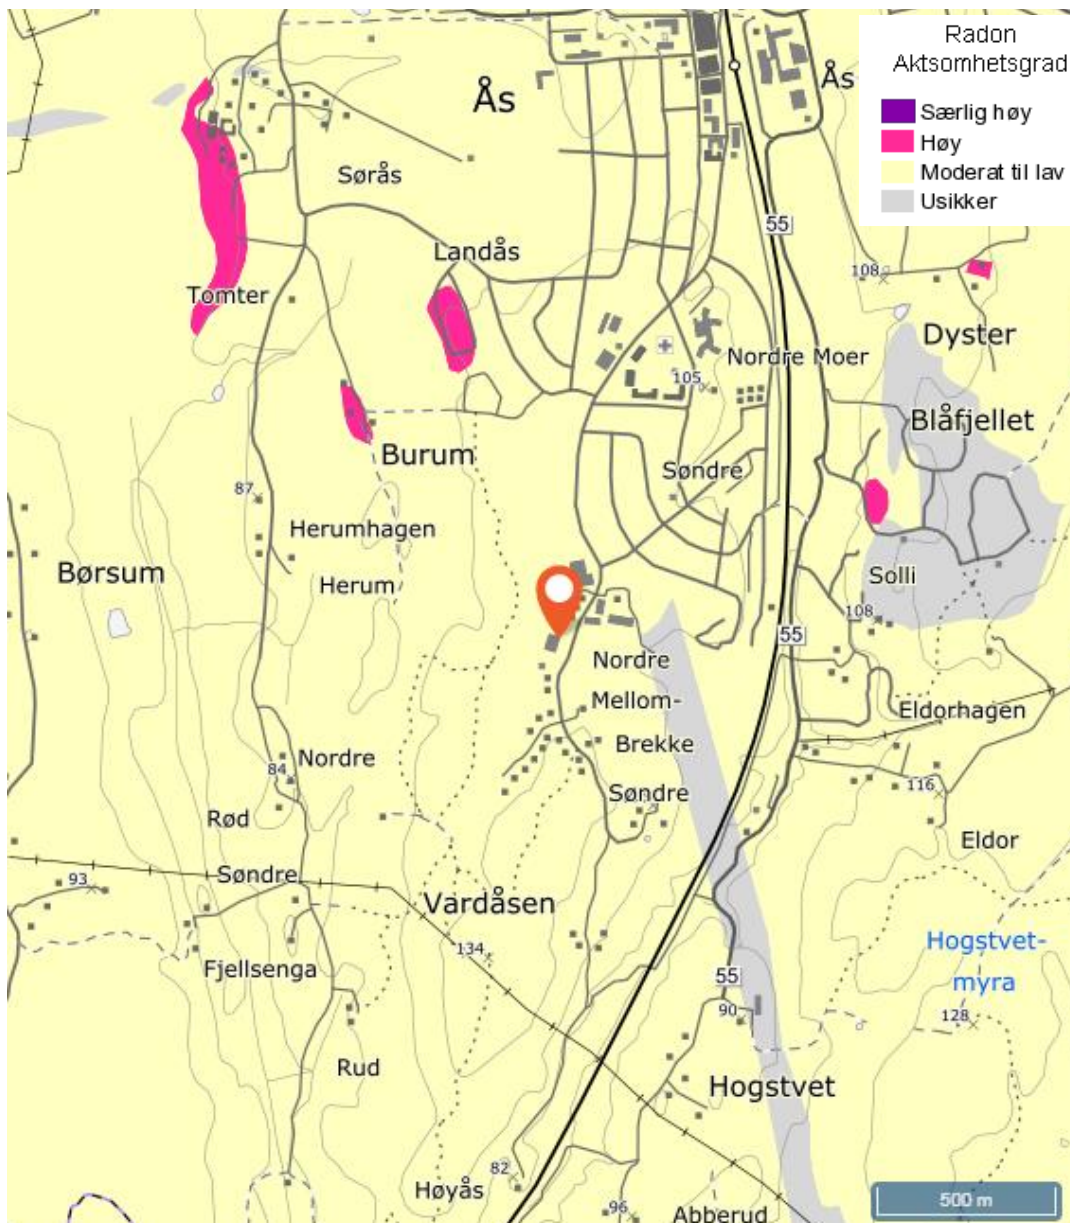 Radon
Aktsomhetsgrad
Særlig høy
Høy
Moderat til lav
Usikker
Ås
Ås
Sørås
55
Landås
108
Tomter
Dyster
Nordre Moer
105
Blåfjellet
Burum
Søndre
87
Herumhagen
Børsum
Herum
Solli
108
55
Nordre
Mellom-
Eldorhagen
Brekke
Nordre
84
Søndre
116
Rød
Eldor
Søndre
93
Vardåsen
134
Hogstvet-
myra
Fjellsenga
55
90
128
Rud
Hogstvet
82
Høyås
96
Abberud
500 m